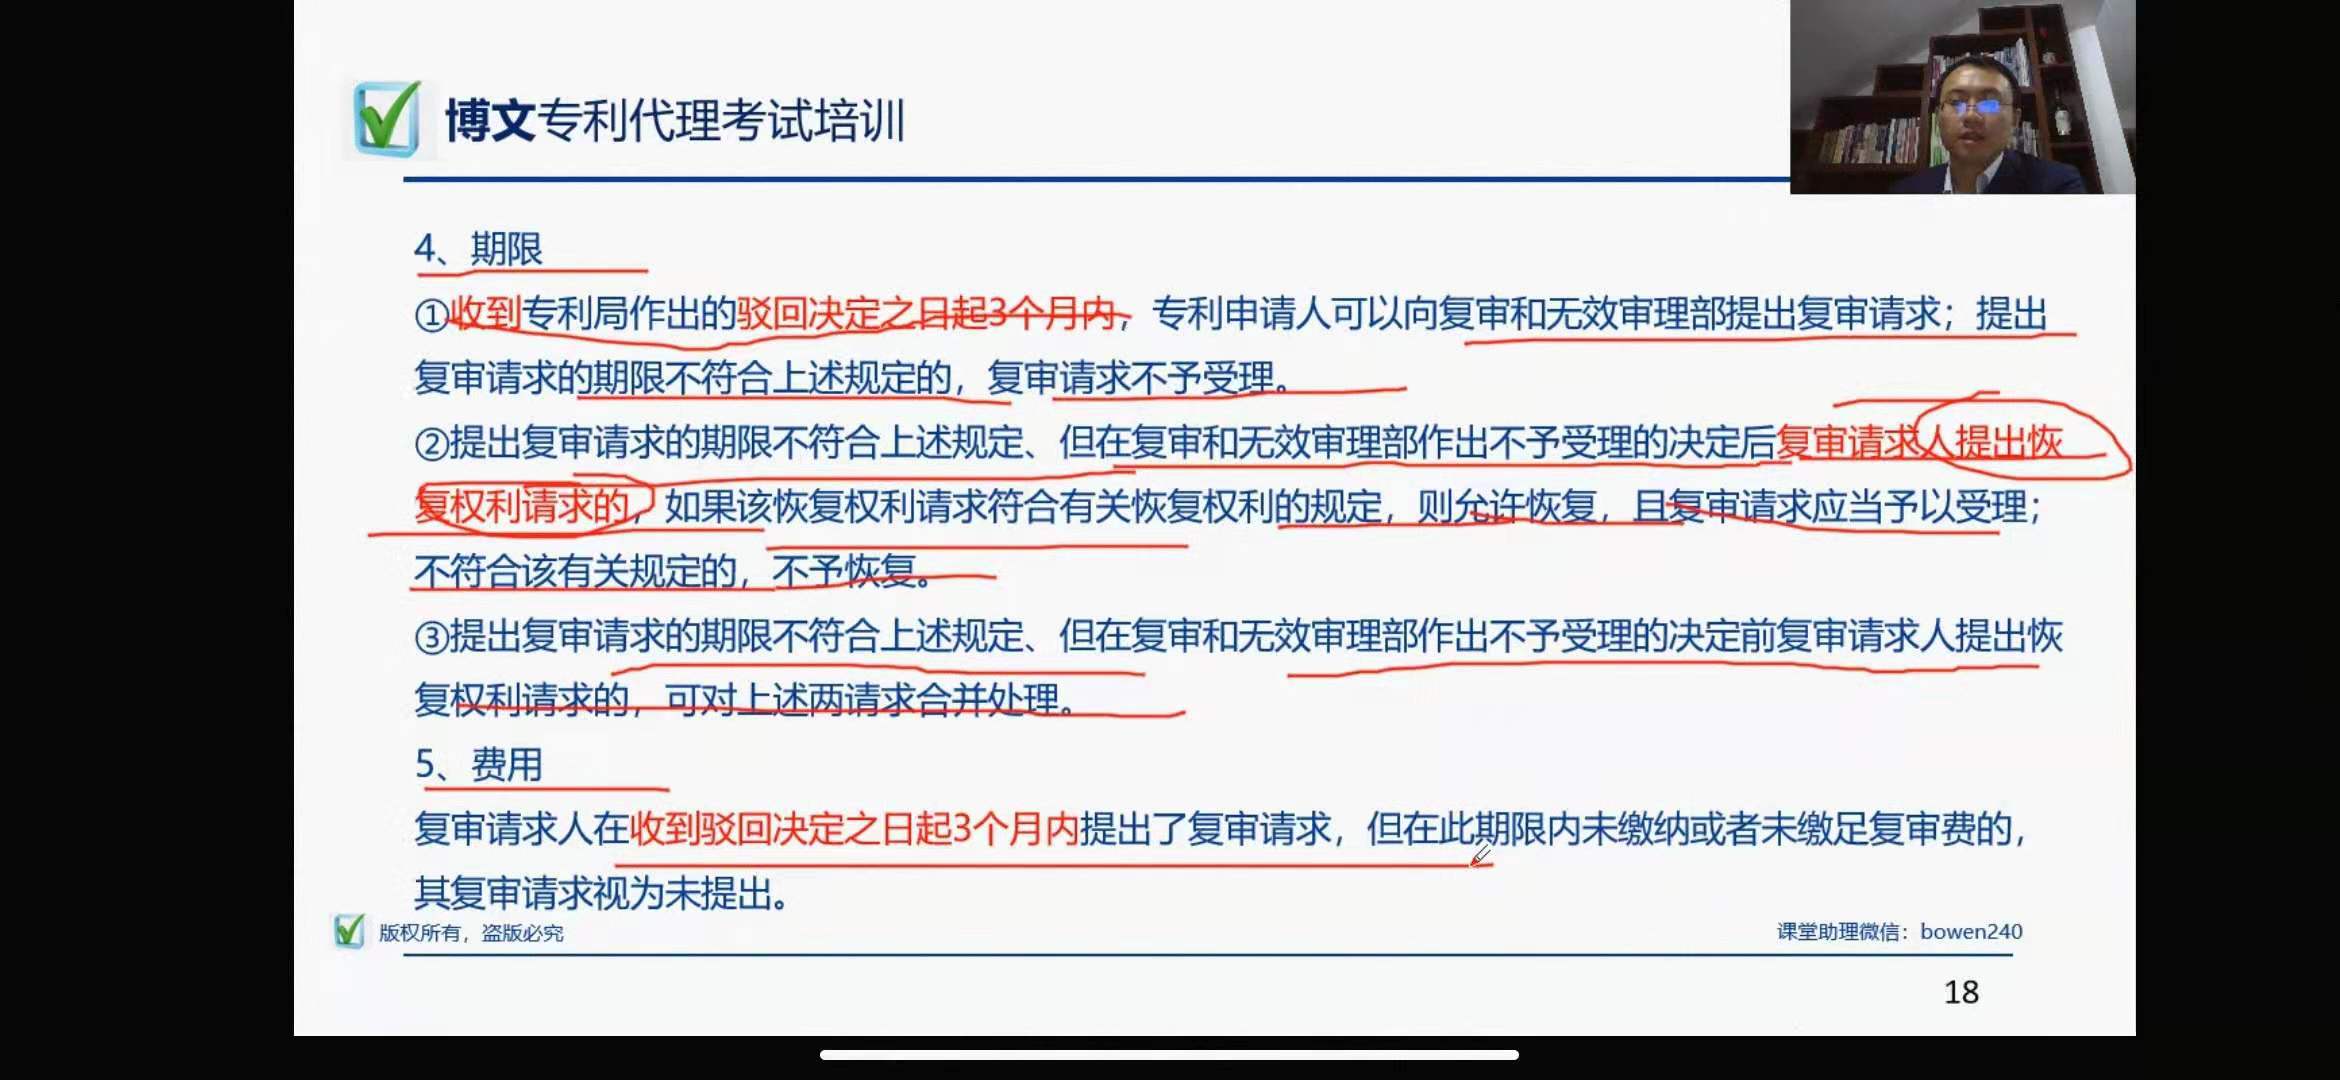 博文专利代理考试培训
4、期限
①收到专利局作出的驳回决定之日起3个月内，专利申请人可以向复审和无效审理部提出复审请求；提出
复审请求的期限不符合上述规定的，复审请求不予受理。
②提出复审请求的期限不符合上述规定、但在复审和无效审理部作出不予受理的决定后复审请求人提出恢
复权利请求的，如果该恢复权利请求符合有关恢复权利的规定，则允许恢复，且复审请求应当予以受理；
不符合该有关规定的，不予恢复。
③提出复审请求的期限不符合上述规定、但在复审和无效审理部作出不予受理的决定前复审请求人提出恢
复权利请求的，可对上述两请求合并处理。
5、费用
复审请求人在收到驳回决定之日起3个月内提出了复审请求，但在此期限内未缴纳或者未缴足复审费的，
其复审请求视为未提出。
版权所有，盗版必究
课堂助理微信：bowen240
18